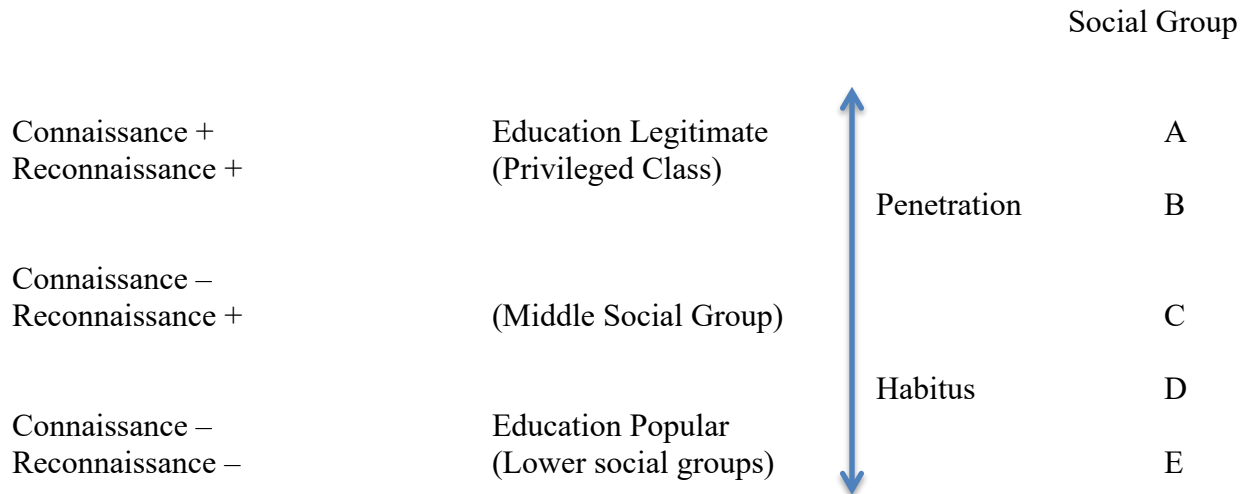 Social Group
Connaissance + Education Legitimate A
Reconnaissance + (Privileged Class)
Penetration B
Connaissance –
Reconnaissance + (Middle Social Group) C
Habitus D
Connaissance – Education Popular
Reconnaissance – (Lower social groups) E